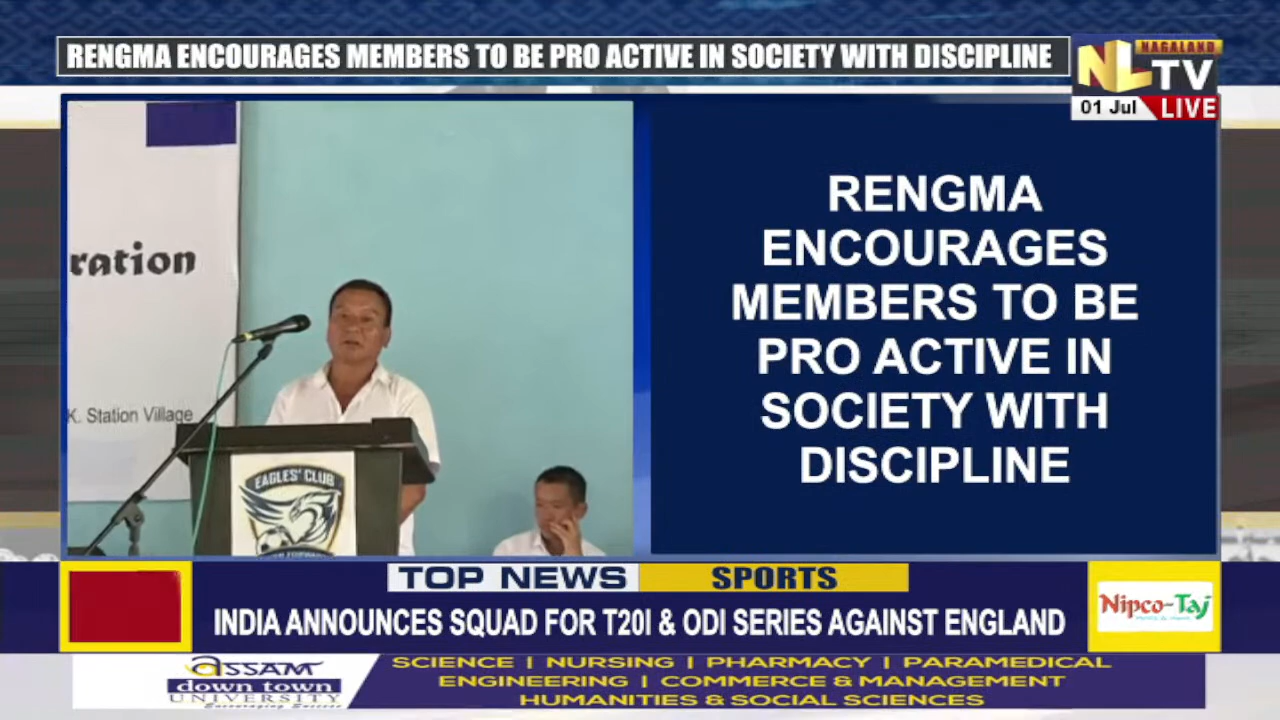 RENGMA ENCOURAGES MEMBERS TO BE PRO ACTIVE IN SOCIETY WITH DISCIPLINE
NAGALAND
NLTV
01 Jul LIVE
ration
K. Station Village
EAGLES' CLUB
RENGMA
ENCOURAGES
MEMBERS TO BE
PRO ACTIVE IN
SOCIETY WITH
DISCIPLINE
TOP NEWS SPORTS
INDIA ANNOUNCES SQUAD FOR T20I & ODI SERIES AGAINST ENGLAND
Nipco-Taj
ASSAM
down town
UNIVERSITY
Encouraging Success
SCIENCE | NURSING | PHARMACY | PARAMEDICAL
ENGINEERING | COMMERCE & MANAGEMENT
HUMANITIES & SOCIAL SCIENCES